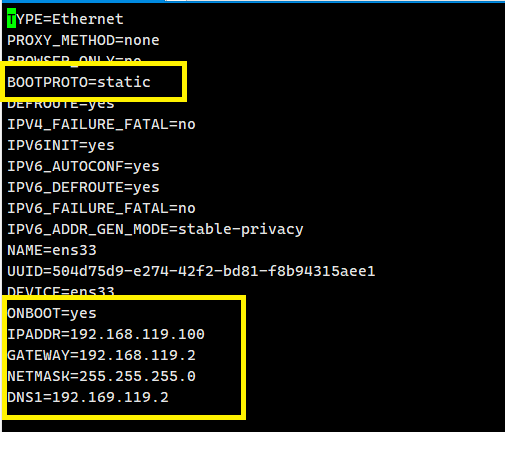 TYPE=Ethernet
PROXY_METHOD=none
BROWSER_ONLY=no
BOOTPROTO=static
DEFROUTE=yes
IPV4_FAILURE_FATAL=no
IPV6INIT=yes
IPV6_AUTOCONF=yes
IPV6_DEFROUTE=yes
IPV6_FAILURE_FATAL=no
IPV6_ADDR_GEN_MODE=stable-privacy
NAME=ens33
UUID=504d75d9-e274-42f2-bd81-f8b94315aee1
DEVICE=ens33
ONBOOT=yes
IPADDR=192.168.119.100
GATEWAY=192.168.119.2
NETMASK=255.255.255.0
DNS1=192.169.119.2